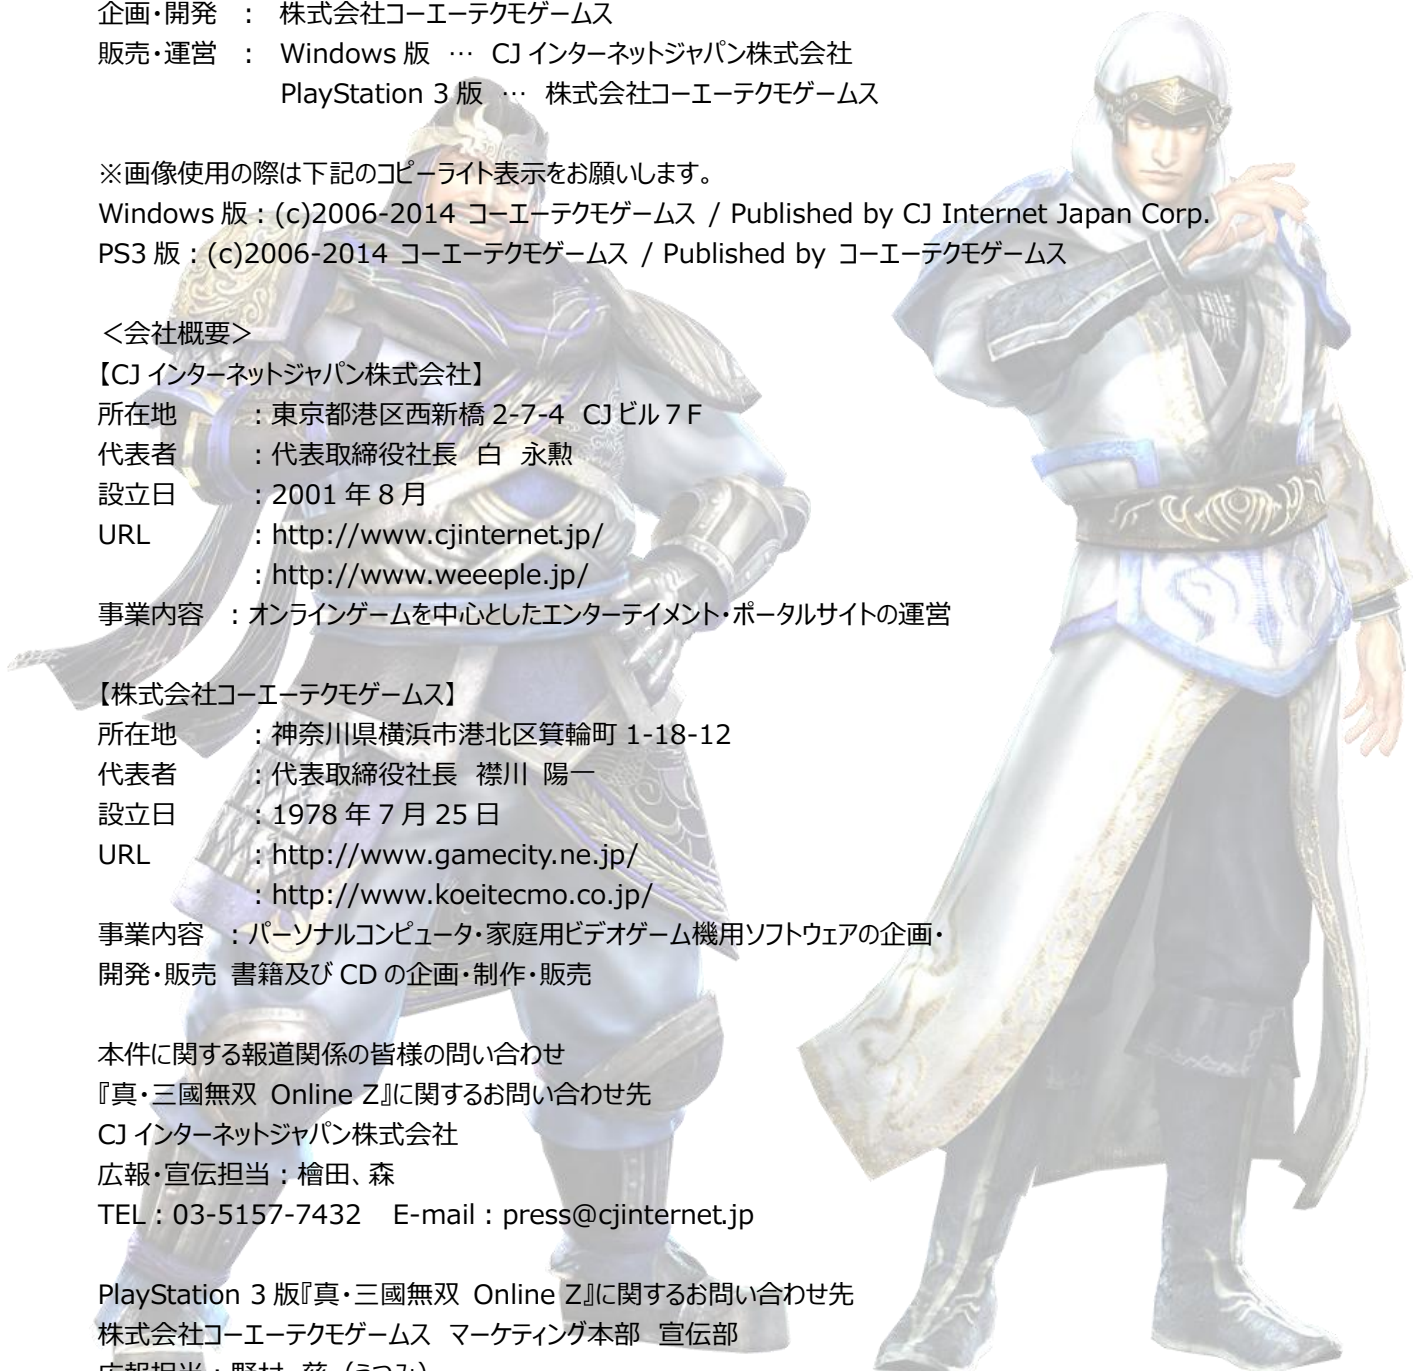 企画・開発 : 株式会社コーエーテクモゲームス
販売・運営 : Windows 版 … CJ インターネットジャパン株式会社
PlayStation 3 版 … 株式会社コーエーテクモゲームス
※画像使用の際は下記のコピーライト表示をお願いします。
Windows 版：(c)2006-2014 コーエーテクモゲームス / Published by CJ Internet Japan Corp.
PS3 版：(c)2006-2014 コーエーテクモゲームス / Published by コーエーテクモゲームス
＜会社概要＞
【CJ インターネットジャパン株式会社】
所在地 ：東京都港区西新橋 2-7-4 CJ ビル 7 F
代表者 ：代表取締役社長 白 永勲
設立日 ：2001 年 8 月
URL ：http://www.cjinternet.jp/
：http://www.weeeple.jp/
事業内容 ：オンラインゲームを中心としたエンターテイメント・ポータルサイトの運営
【株式会社コーエーテクモゲームス】
所在地 ：神奈川県横浜市港北区箕輪町 1-18-12
代表者 ：代表取締役社長 襟川 陽一
設立日 ：1978 年 7 月 25 日
URL ：http://www.gamecity.ne.jp/
：http://www.koeitecmo.co.jp/
事業内容 ：パーソナルコンピュータ・家庭用ビデオゲーム機用ソフトウェアの企画・
開発・販売 書籍及び CD の企画・制作・販売
本件に関する報道関係の皆様の問い合わせ
『真・三國無双 Online Z』に関するお問い合わせ先
CJ インターネットジャパン株式会社
広報・宣伝担当：檜田、森
TEL：03-5157-7432 E-mail：press@cjinternet.jp
PlayStation 3 版『真・三國無双 Online Z』に関するお問い合わせ先
株式会社コーエーテクモゲームス マーケティング本部 宣伝部
広報担当：野村